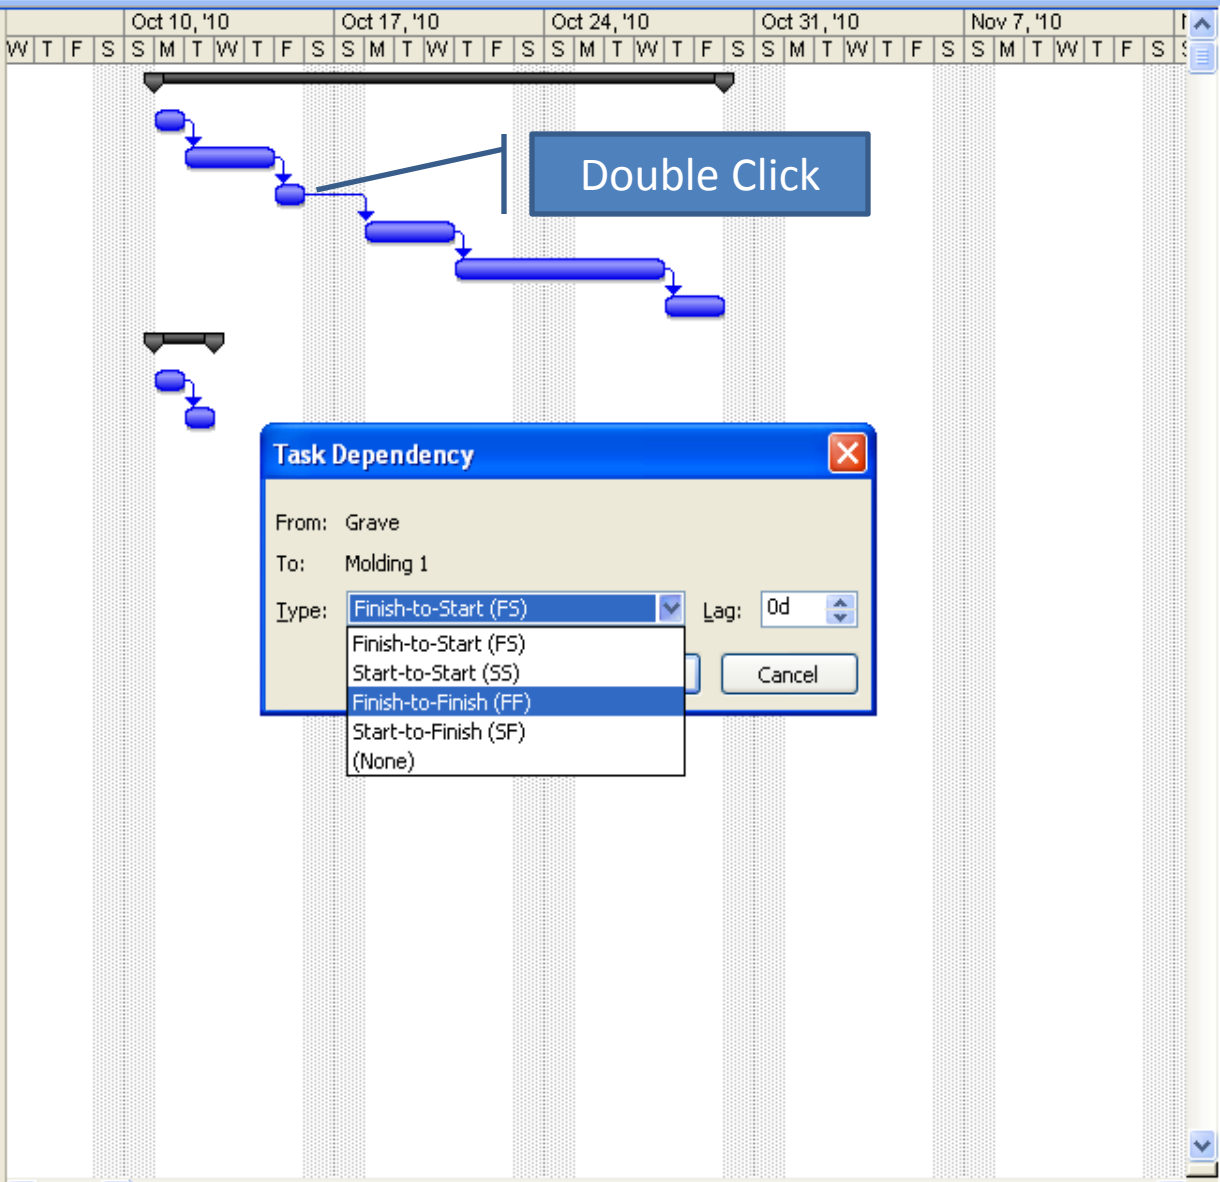 Oct 10, '10 Oct 17, '10 Oct 24, '10 Oct 31, '10 Nov 7, '10
W T F S S M T W T F S S M T W T F S S M T W T F S S M T W T F S S M T W T F S
Double Click
Task Dependency
From: Grave
To: Molding 1
Type: Finish-to-Start (FS) Lag: 0d
Finish-to-Start (FS)
Start-to-Start (SS)
Cancel
Finish-to-Finish (FF)
Start-to-Finish (SF)
(None)